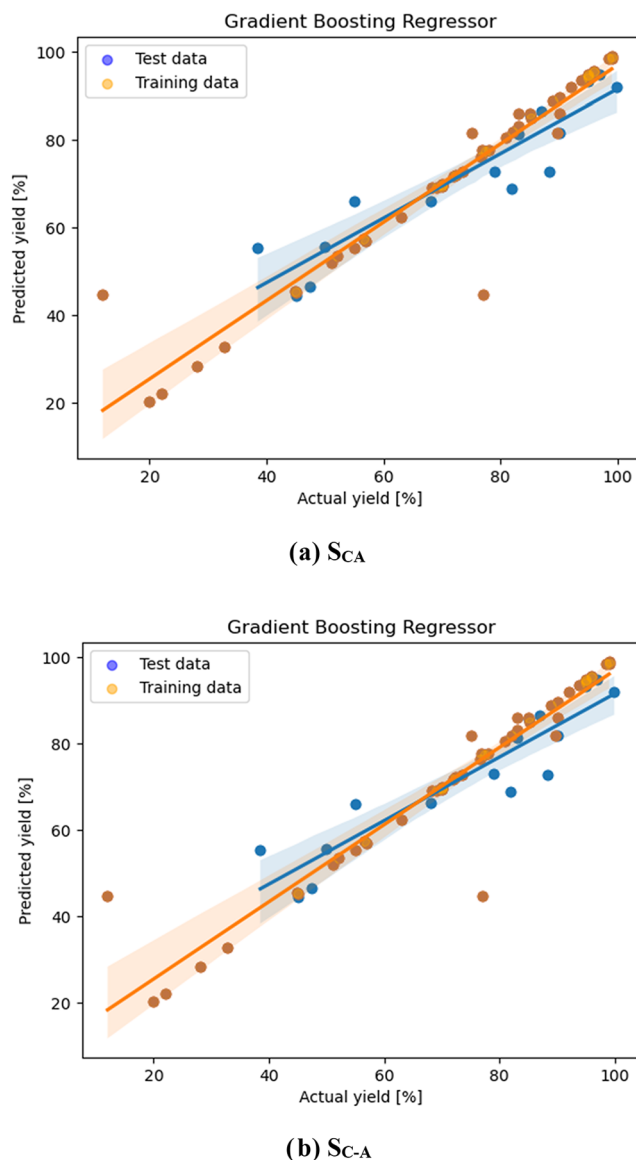 Gradient Boosting Regressor
Test data
Training data
100
80
60
40
20
Predicted yield [%]
20 40 60 80 100
Actual yield [%]
(a) SCA
Gradient Boosting Regressor
Test data
Training data
100
80
60
40
20
Predicted yield [%]
20 40 60 80 100
Actual yield [%]
(b) SC-A